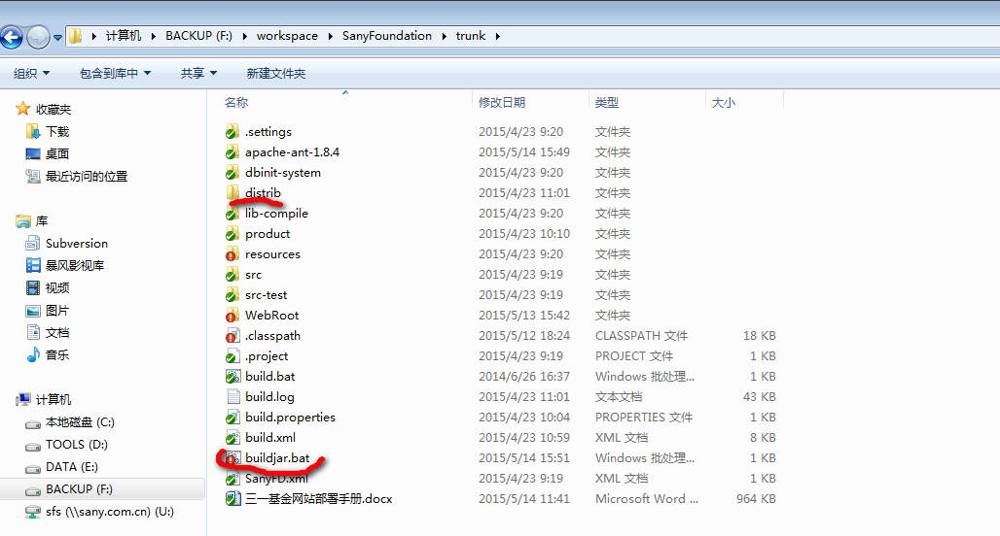 计算机 BACKUP (F:) workspace SanyFoundation trunk
组织 包含到库中 共享 新建文件夹
收藏夹
下载
桌面
最近访问的位置
库
Subversion
暴风影视库
视频
图片
文档
音乐
计算机
本地磁盘 (C:)
TOOLS (D:)
DATA (E:)
BACKUP (F:)
sfs (\\sany.com.cn) (U:)
名称 修改日期 类型 大小
.settings 2015/4/23 9:20 文件夹
apache-ant-1.8.4 2015/5/14 15:49 文件夹
dbinit-system 2015/4/23 9:20 文件夹
distrib 2015/4/23 11:01 文件夹
lib-compile 2015/4/23 9:20 文件夹
product 2015/4/23 10:10 文件夹
resources 2015/4/23 9:20 文件夹
src 2015/4/23 9:19 文件夹
src-test 2015/4/23 9:19 文件夹
WebRoot 2015/5/13 15:42 文件夹
.classpath 2015/5/12 18:24 CLASSPATH 文件 18 KB
.project 2015/4/23 9:19 PROJECT 文件 1 KB
build.bat 2014/6/26 16:37 Windows 批处理... 1 KB
build.log 2015/4/23 11:01 文本文档 43 KB
build.properties 2015/4/23 10:04 PROPERTIES 文件 1 KB
build.xml 2015/4/23 10:59 XML 文档 8 KB
buildjar.bat 2015/5/14 15:51 Windows 批处理... 1 KB
SanyFD.xml 2015/4/23 9:19 XML 文档 1 KB
三一基金网站部署手册.docx 2015/5/14 11:41 Microsoft Word ... 964 KB